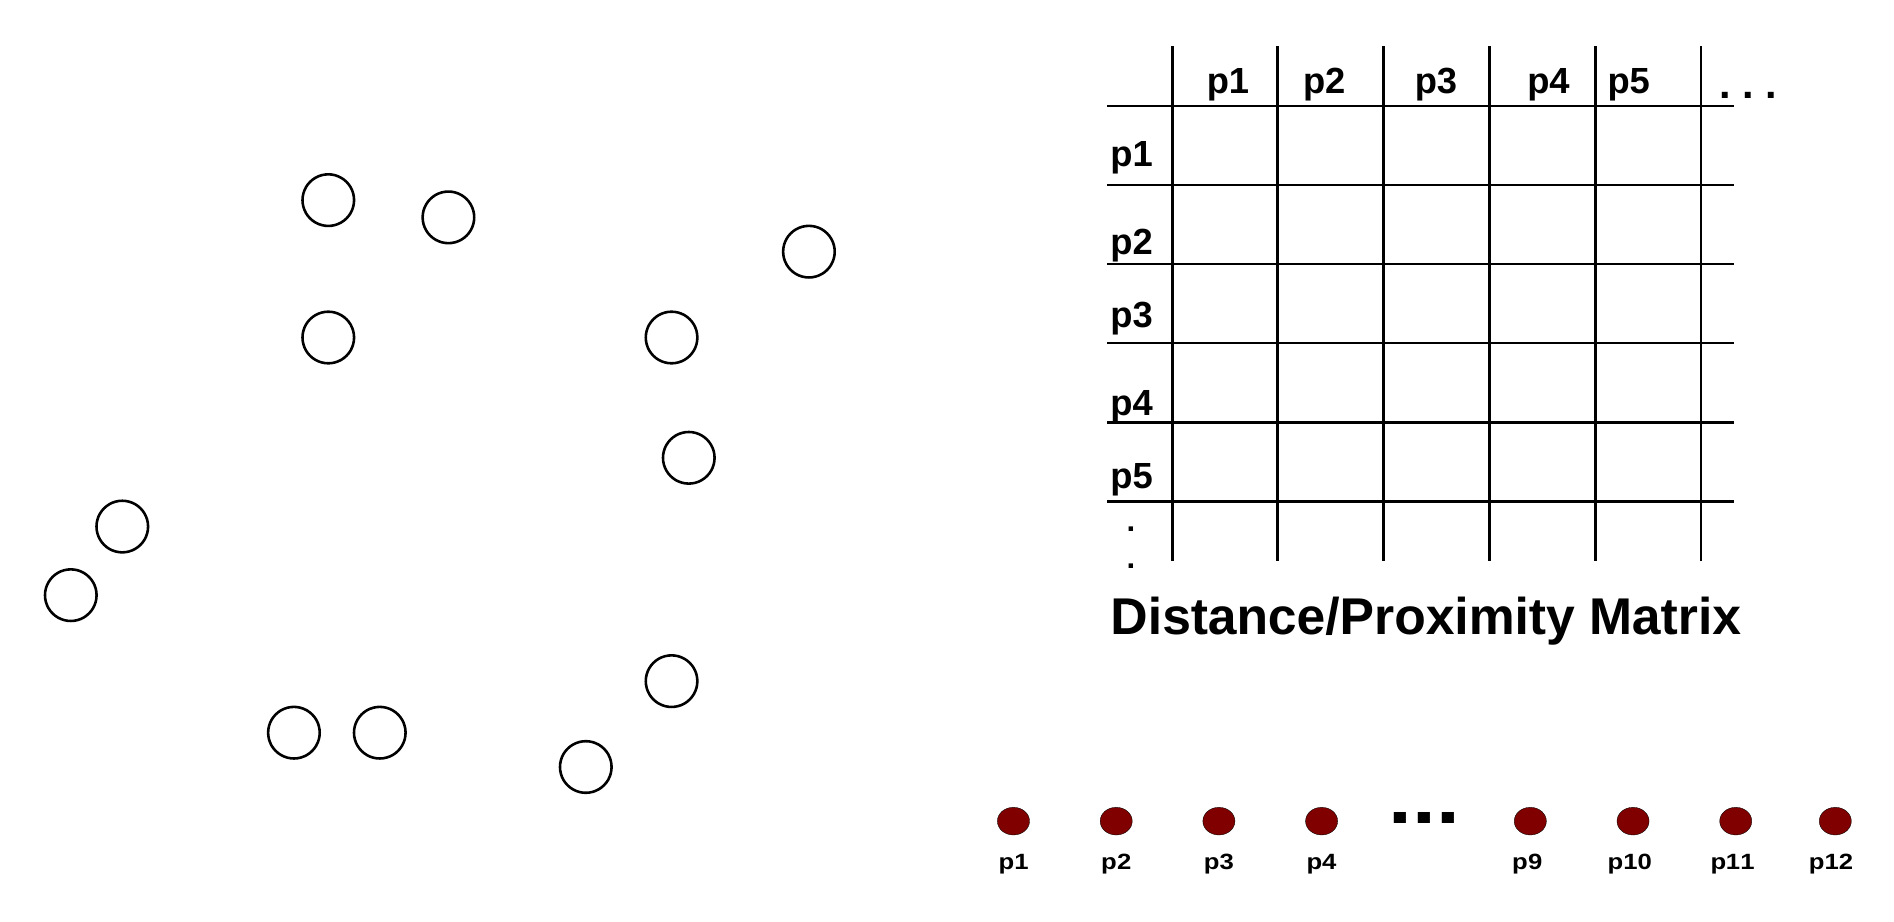 p1 p2 p3 p4 p5 . . .
p1
p2
p3
p4
p5
.
.
Distance/Proximity Matrix
...
p1 p2 p3 p4 p9 p10 p11 p12